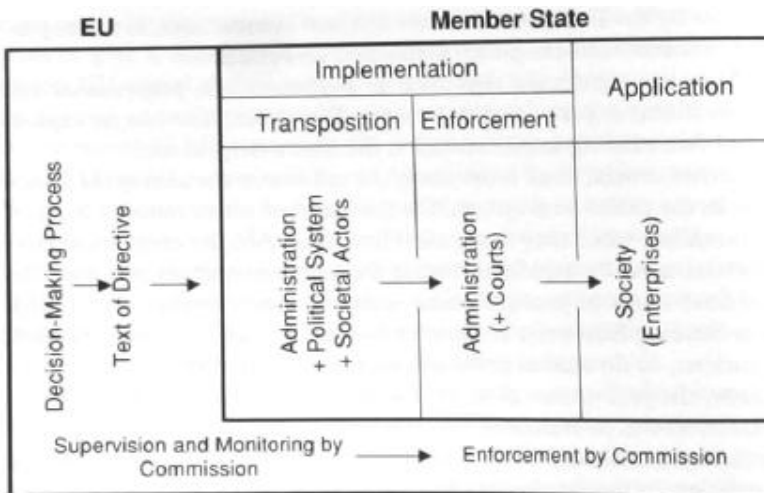 EU
Member State
Implementation
Application
Transposition
Enforcement
Decision-Making Process
Text of Directive
Administration
+ Political System
+ Societal Actors
Administration
(+ Courts)
Society
(Enterprises)
Supervision and Monitoring by
Commission
Enforcement by Commission